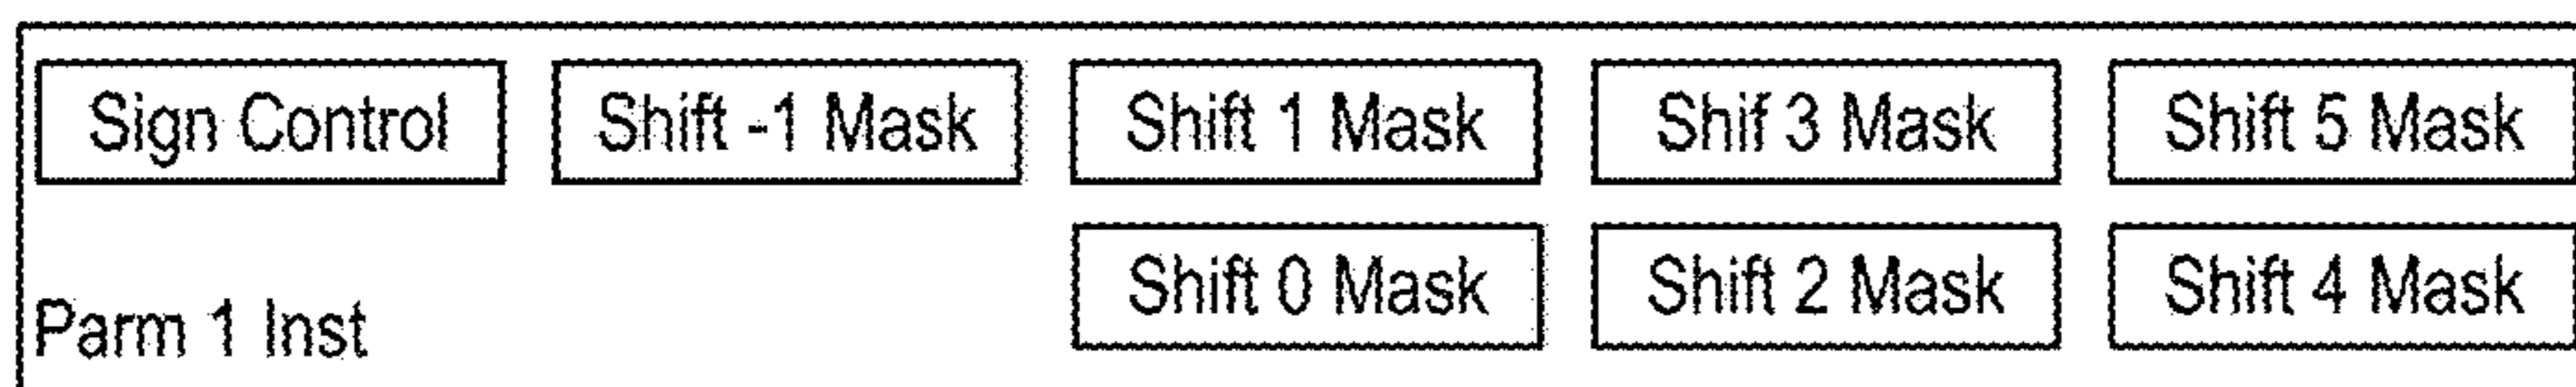 Sign Control
Shift -1 Mask
Shift 1 Mask
Shif 3 Mask
Shift 5 Mask
Shift 0 Mask
Shift 2 Mask
Shift 4 Mask
Parm 1 Inst